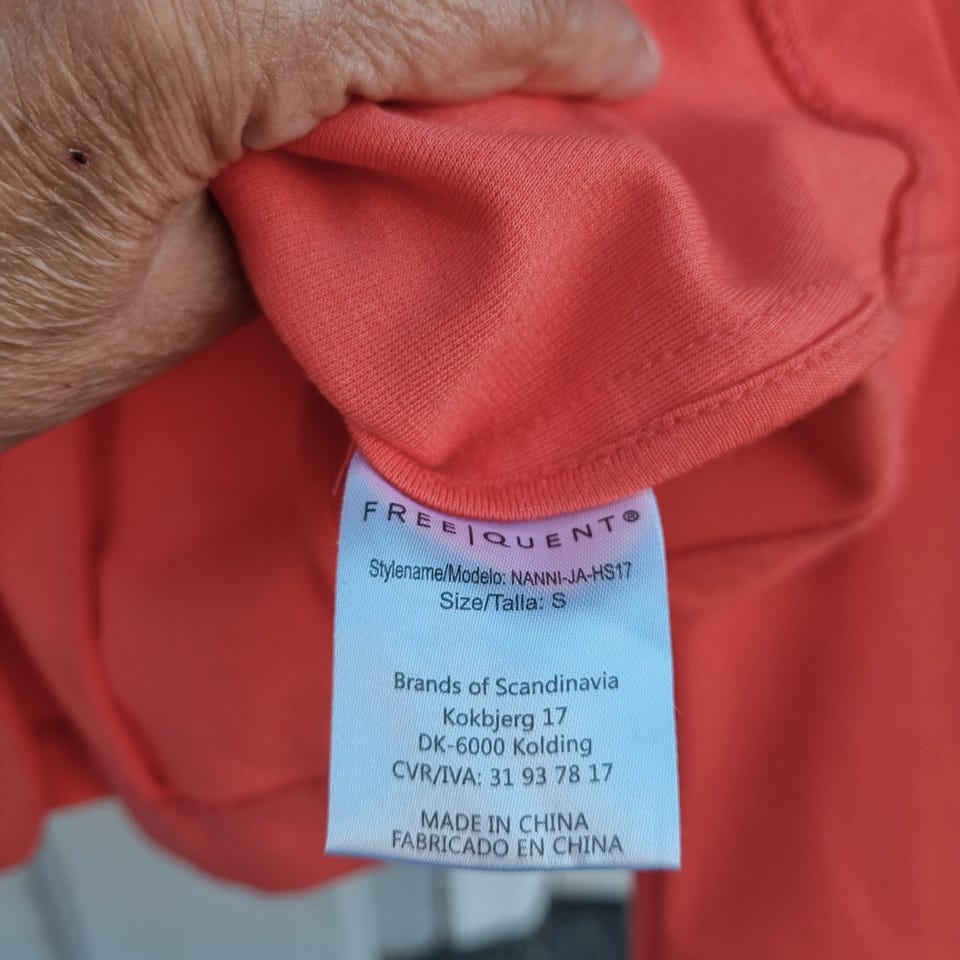 FREE|QUENT®
Stylename/Modelo: NANNI-JA-HS17
Size/Talla: S
Brands of Scandinavia
Kokbjerg 17
DK-6000 Kolding
CVR/IVA: 31 93 78 17
MADE IN CHINA
FABRICADO EN CHINA